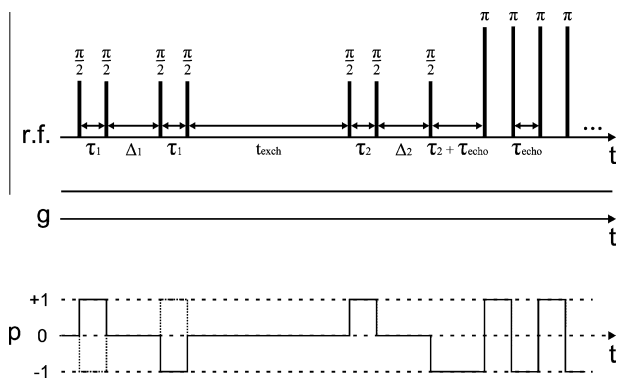 π π π π
π/2 π/2 π/2 π/2 π/2 π/2 π/2
r.f. ...
τ1 Δ1 τ1 texch τ2 Δ2 τ2 + τecho τecho t
g t
+1
p 0 t
-1